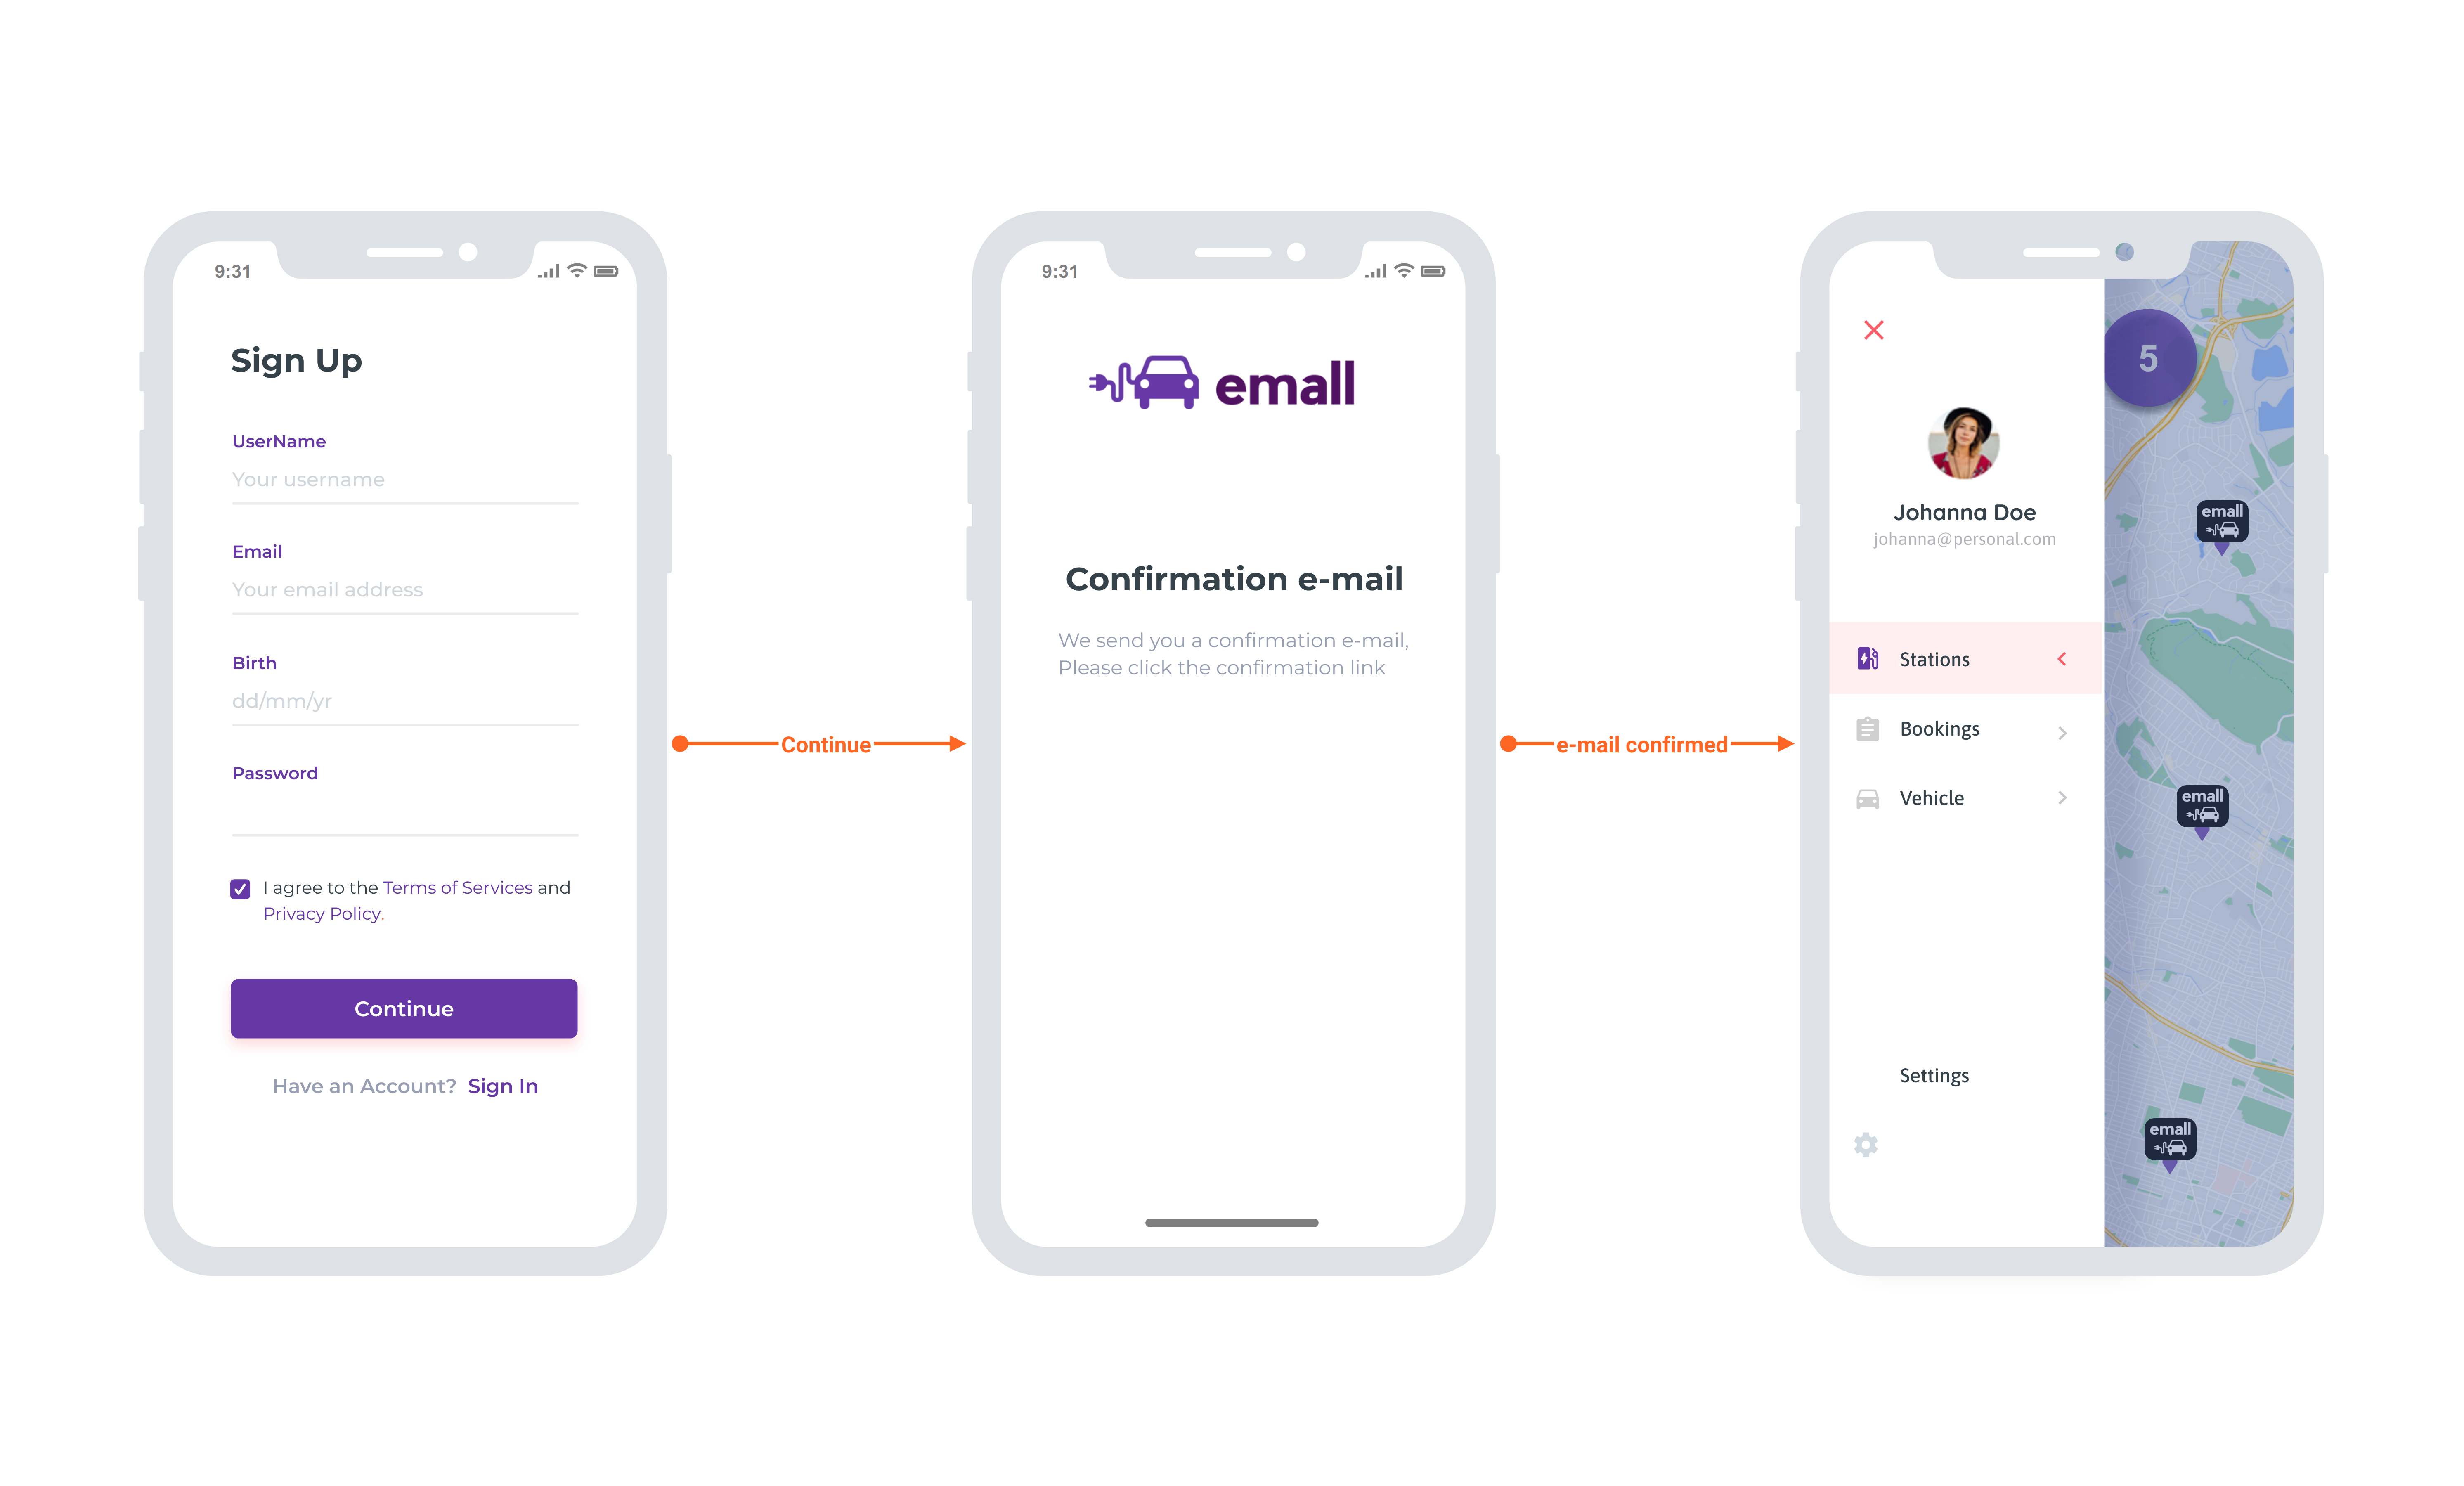 9:31
Sign Up
UserName
Your username
Email
Your email address
Birth
dd/mm/yr
Password
I agree to the Terms of Services and
Privacy Policy.
Continue
Have an Account? Sign In
Continue
9:31
emall
Confirmation e-mail
We send you a confirmation e-mail,
Please click the confirmation link
e-mail confirmed
Johanna Doe
johanna@personal.com
Stations
Bookings
Vehicle
Settings
5
emall
emall
emall